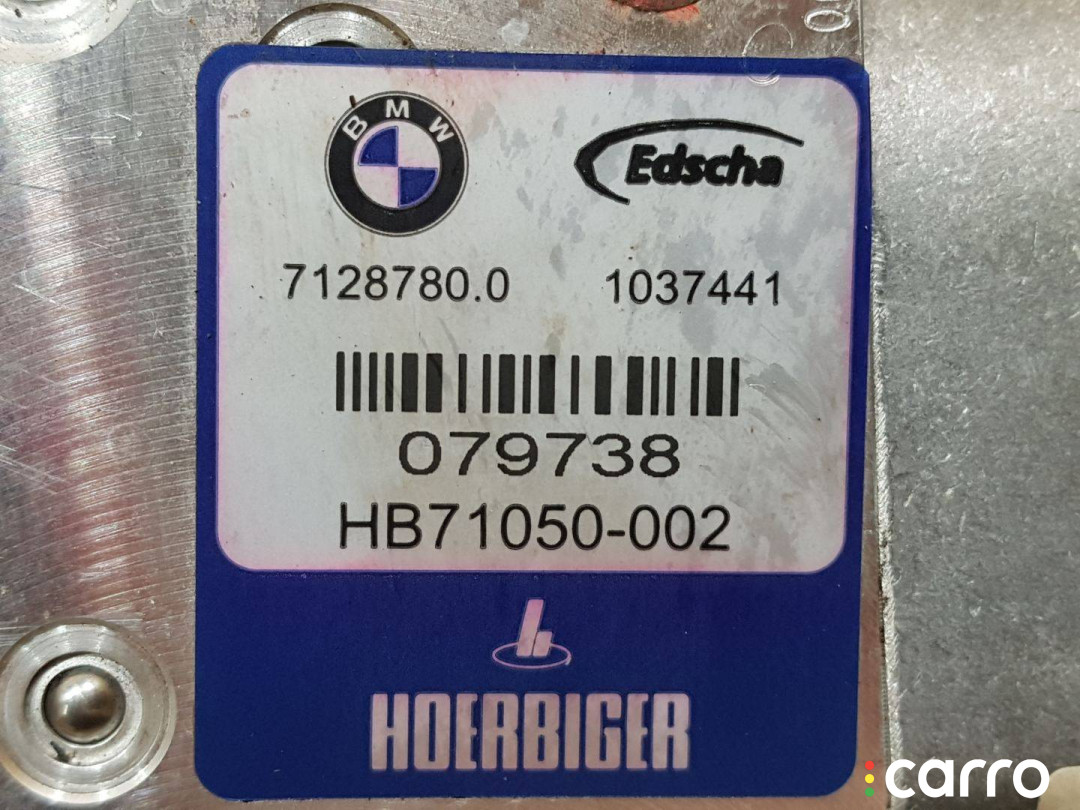 BMW
Edscha
7128780.0 1037441
079738
HB71050-002
h
HOERBIGER
carro